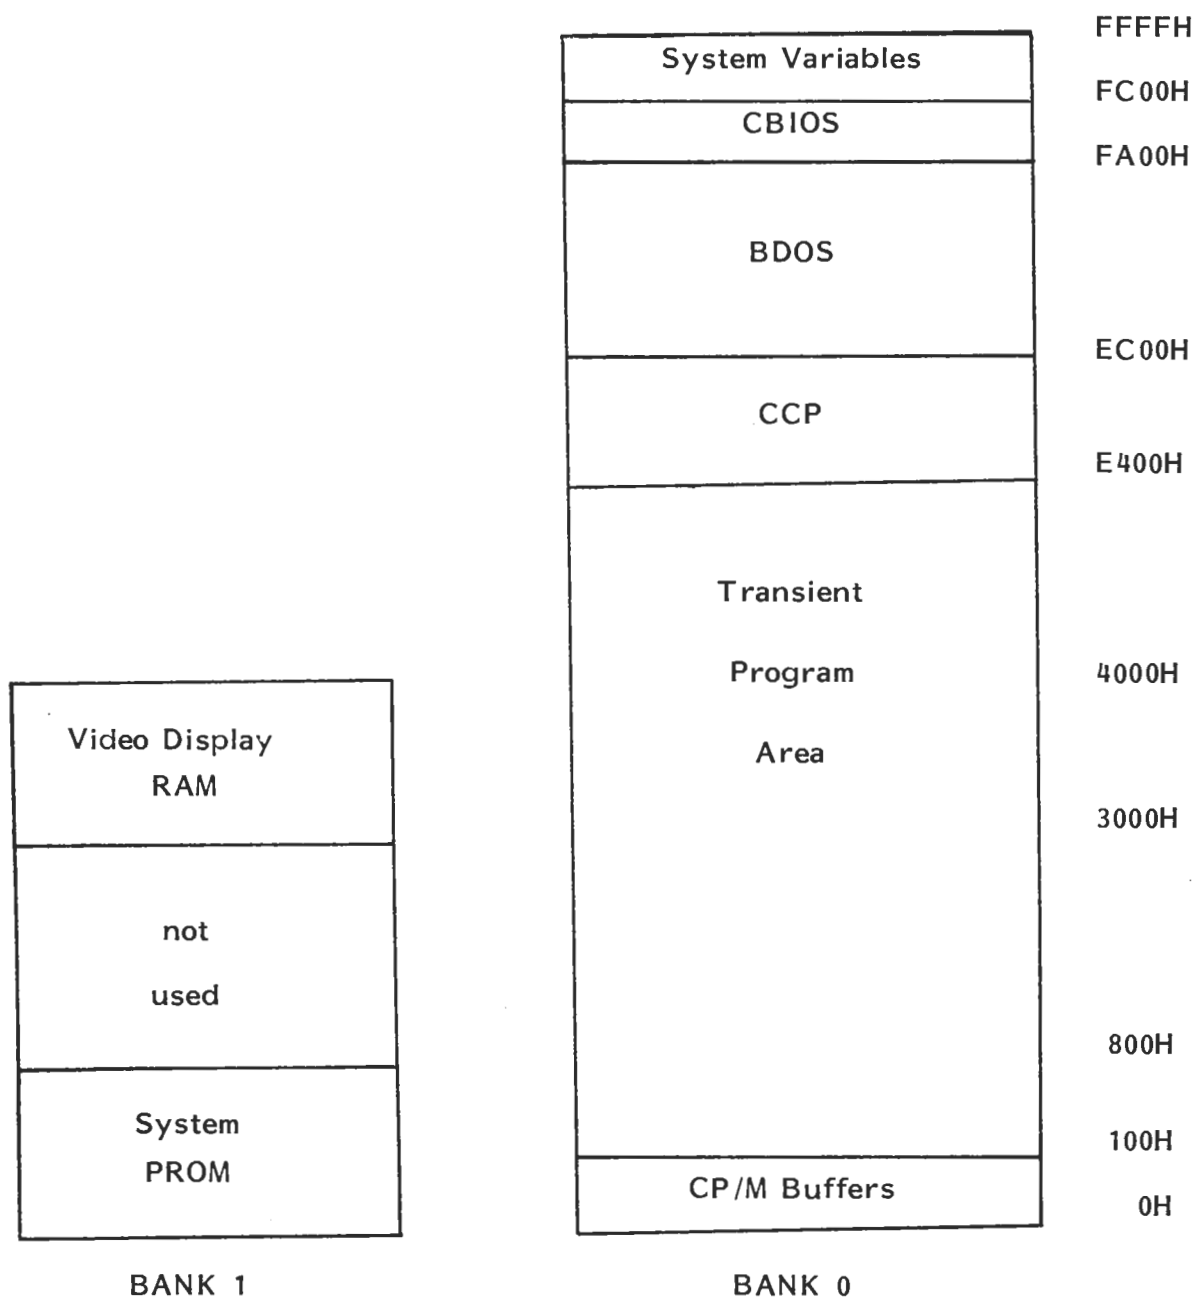 FFFFH
System Variables
FC00H
CBIOS
FA00H
BDOS
EC00H
CCP
E400H
Transient
Program
4000H
Area
Video Display
RAM
3000H
not
used
800H
System
PROM
100H
CP/M Buffers
0H
BANK 1
BANK 0